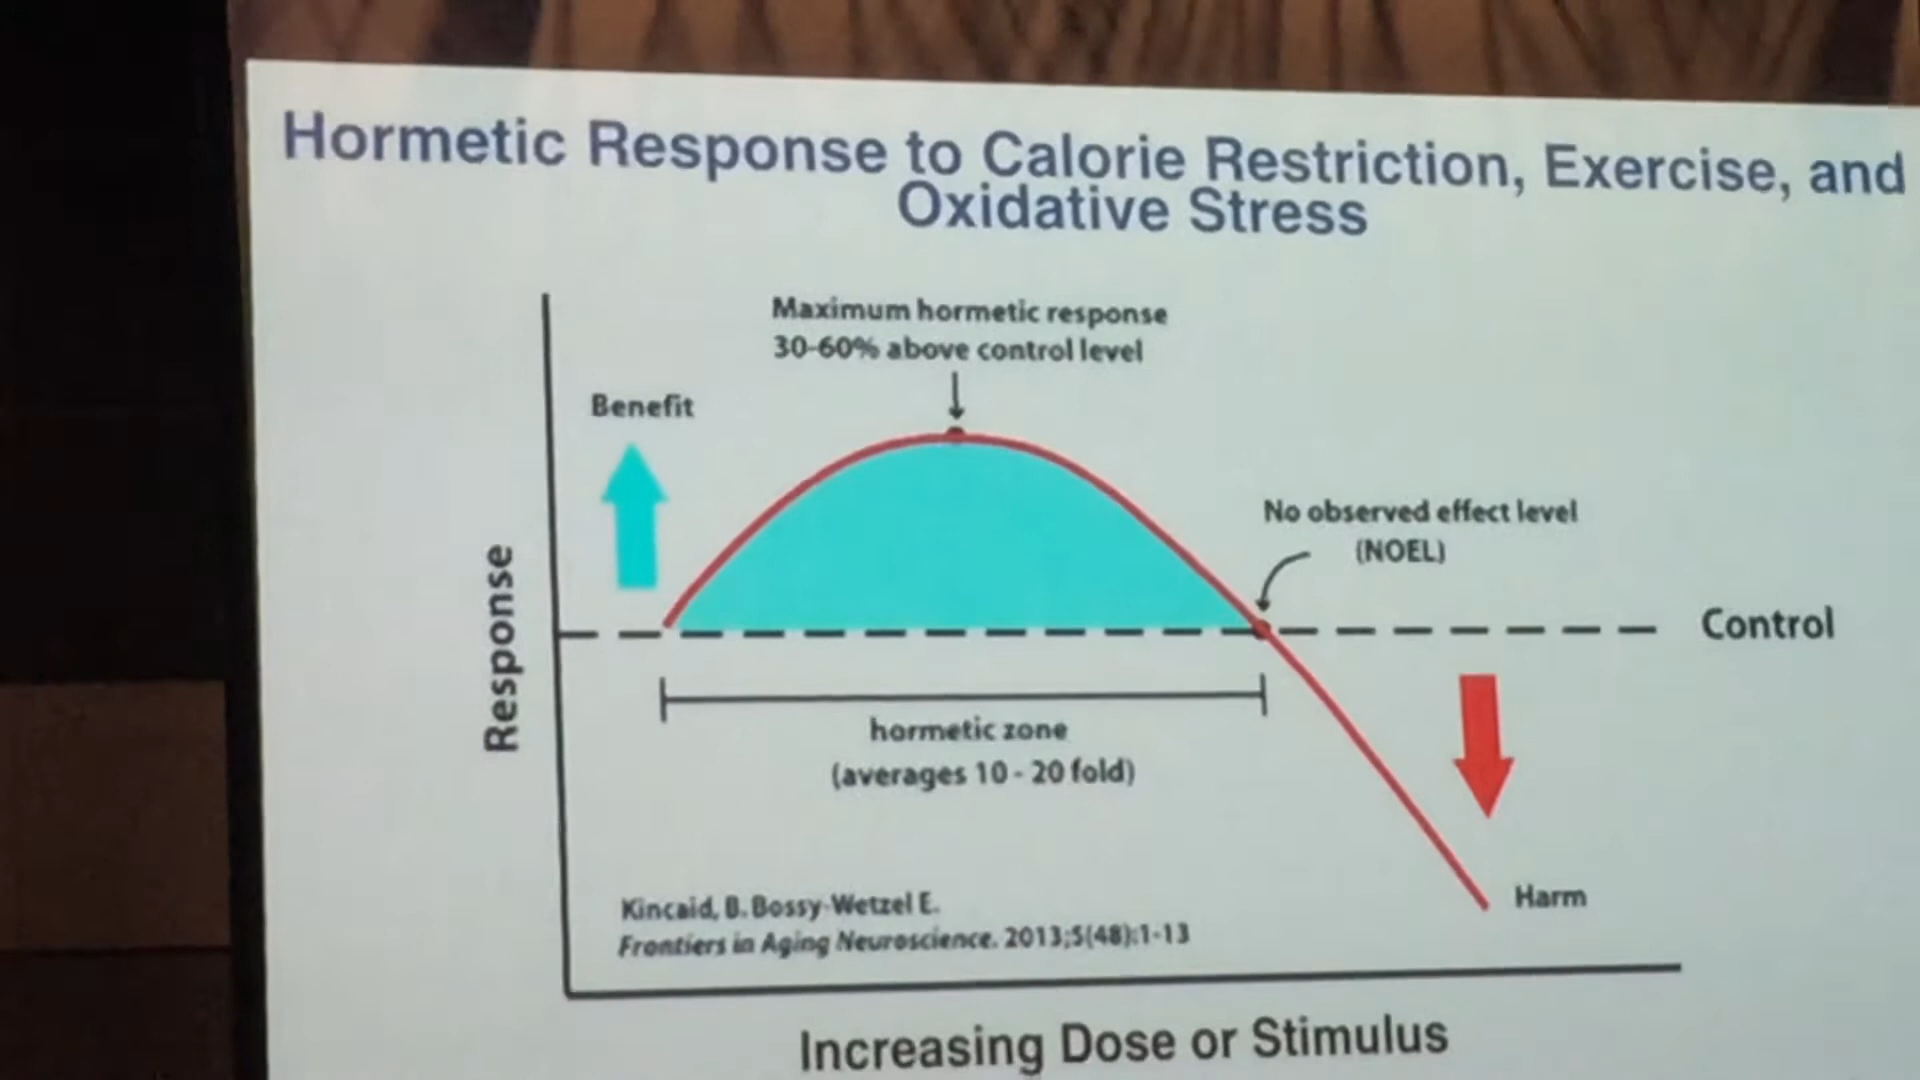 Hormetic Response to Calorie Restriction, Exercise, and
Oxidative Stress
Maximum hormetic response
30-60% above control level
Benefit
No observed effect level
(NOEL)
Response
Control
hormetic zone
(averages 10 - 20 fold)
Harm
Kincaid, B. Bossy-Wetzel E.
Frontiers in Aging Neuroscience. 2013;5(48):1-13
Increasing Dose or Stimulus